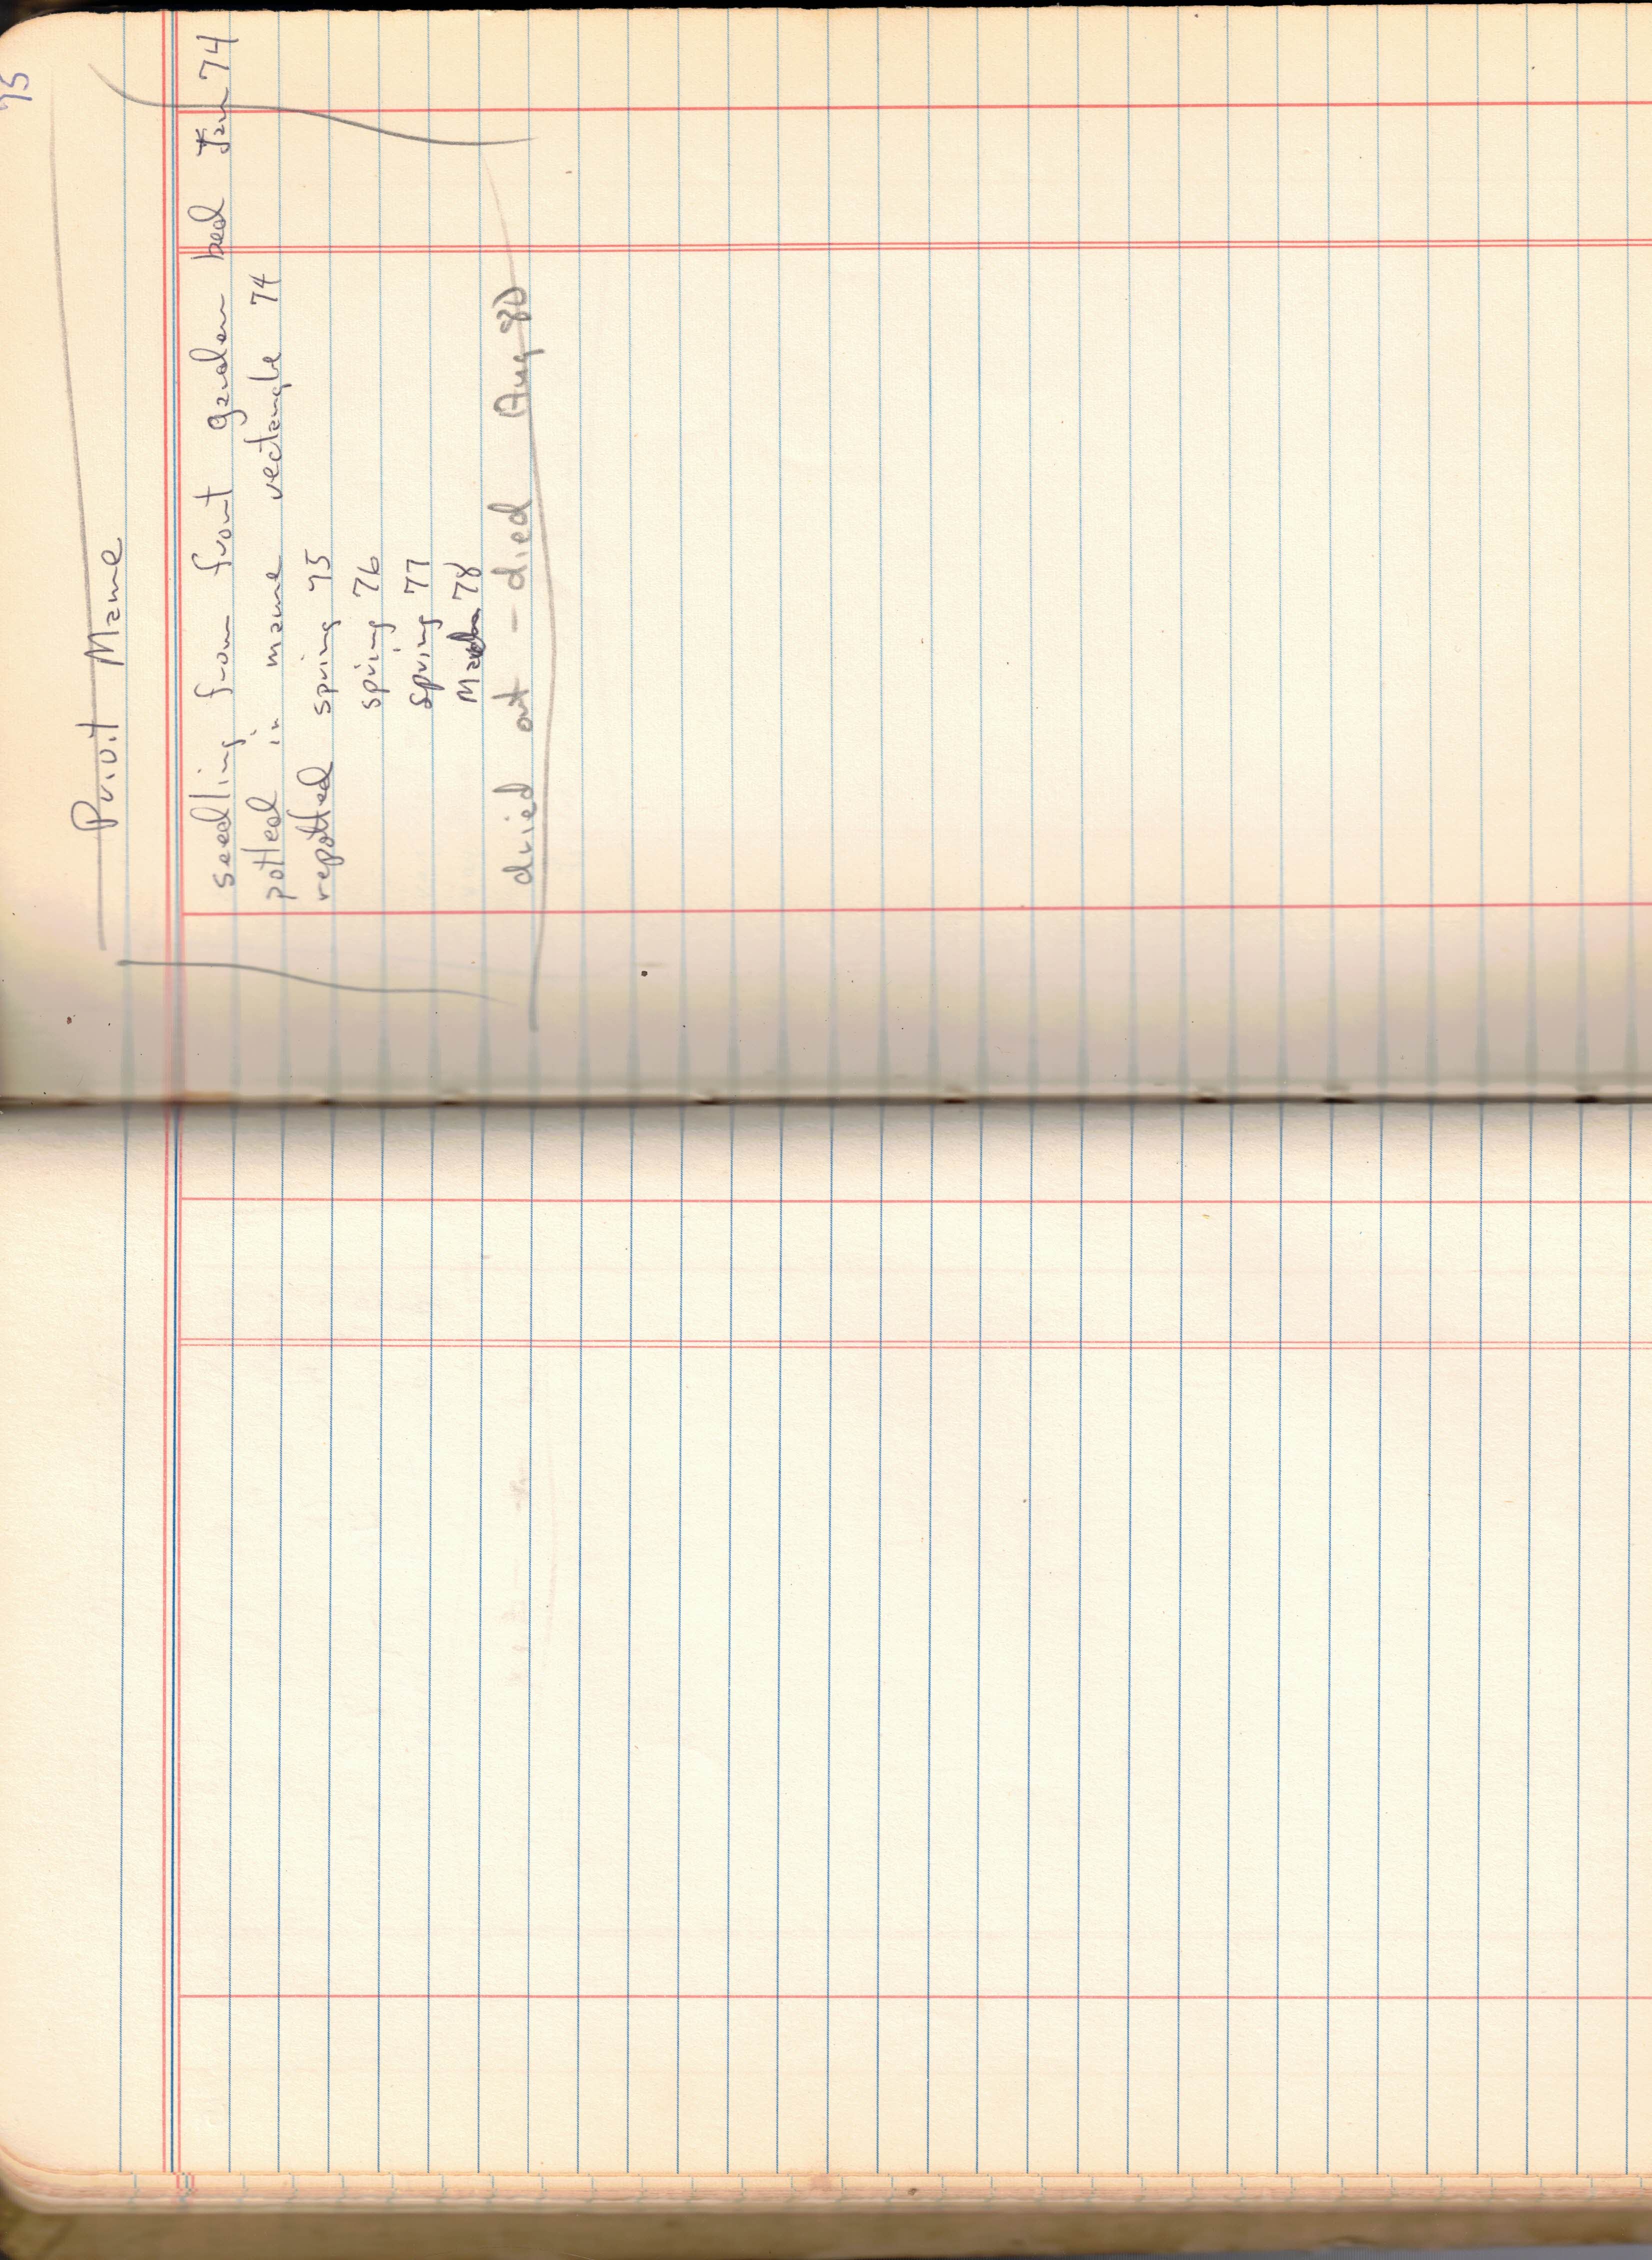 75
Privit Mame
seedling from front garden bed Jan 74
potted in mame rectangle 74
repotted spring 75
spring 76
spring 77
March 78
dried out - died Aug 80